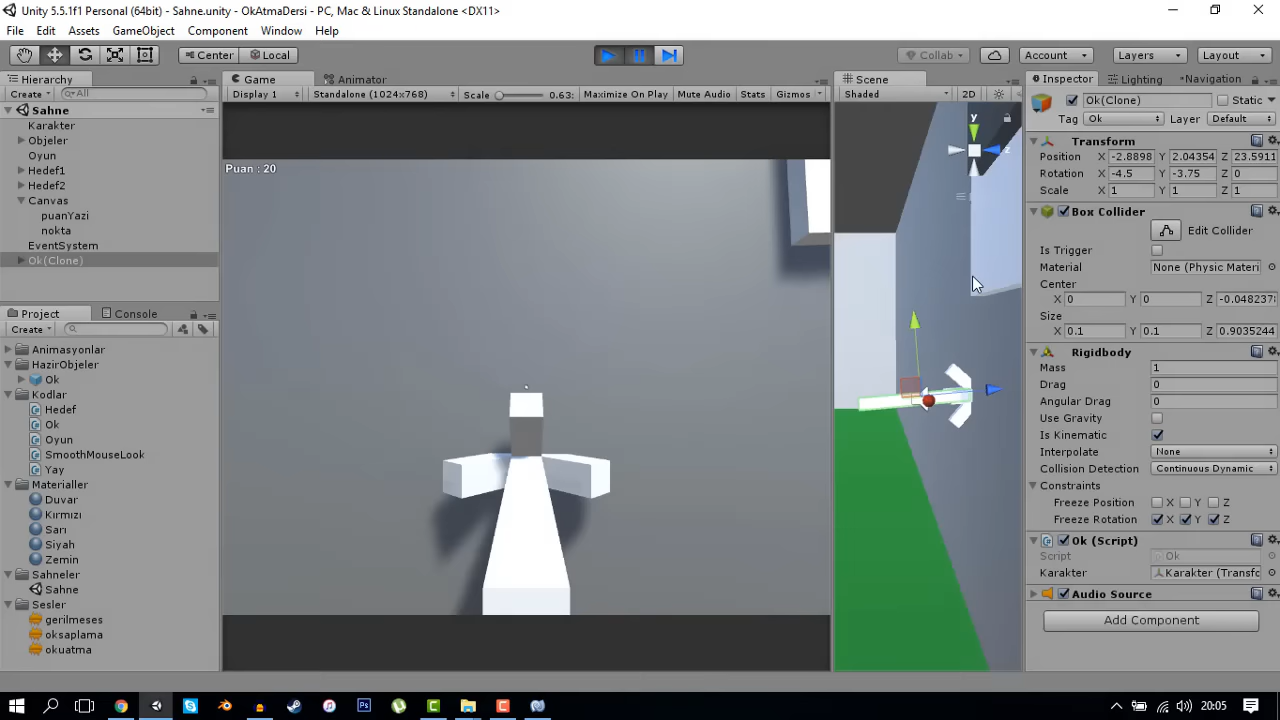 Unity 5.5.1f1 Personal (64bit) - Sahne.unity - OkAtmaDersi - PC, Mac & Linux Standalone <DX11>
File Edit Assets GameObject Component Window Help
Center Local Collab Account Layers Layout
Hierarchy
Create All
Sahne
Karakter
Objeler
Oyun
Hedef1
Hedef2
Canvas
puanYazi
nokta
EventSystem
Ok(Clone)
Project Console
Create
Animasyonlar
HazirObjeler
Ok
Kodlar
Hedef
Ok
Oyun
SmoothMouseLook
Yay
Materialler
Duvar
Kırmızı
Sarı
Siyah
Zemin
Sahneler
Sahne
Sesler
gerilmeses
oksaplama
okuatma
Game Animator
Display 1 Standalone (1024x768) Scale 0.63: Maximize On Play Mute Audio Stats Gizmos
Puan : 20
Scene
Shaded 2D
y
z
Inspector Lighting Navigation
Ok(Clone) Static
Tag Ok Layer Default
Transform
Position X -2.8898 Y 2.04354 Z 23.5911
Rotation X -4.5 Y -3.75 Z 0
Scale X 1 Y 1 Z 1
Box Collider
Edit Collider
Is Trigger
Material None (Physic Materi
Center
X 0 Y 0 Z -0.048237
Size
X 0.1 Y 0.1 Z 0.9035244
Rigidbody
Mass 1
Drag 0
Angular Drag 0
Use Gravity
Is Kinematic
Interpolate None
Collision Detection Continuous Dynamic
Constraints
Freeze Position X Y Z
Freeze Rotation X Y Z
Ok (Script)
Script Ok
Karakter Karakter (Transfc
Audio Source
Add Component
20:05